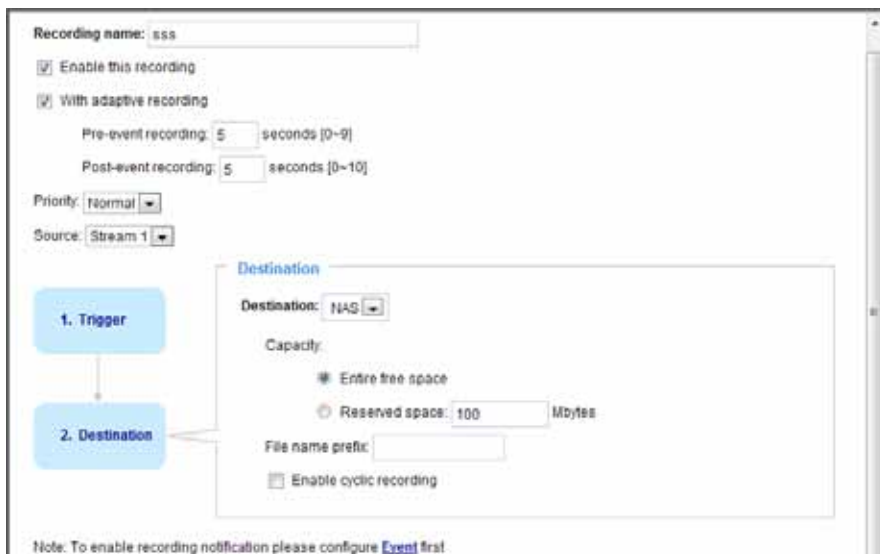 Recording name: sss
Enable this recording
With adaptive recording
Pre-event recording: 5 seconds [0~9]
Post-event recording: 5 seconds [0~10]
Priority: Normal
Source: Stream 1
1. Trigger
2. Destination
Destination
Destination: NAS
Capacity:
Entire free space
Reserved space: 100 Mbytes
File name prefix:
Enable cyclic recording
Note: To enable recording notification please configure Event first